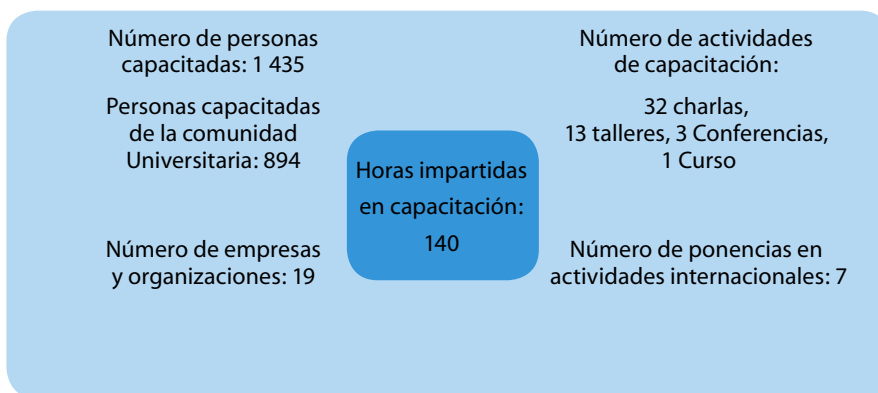 Número de personas
capacitadas: 1 435
Personas capacitadas
de la comunidad
Universitaria: 894
Número de empresas
y organizaciones: 19
Horas impartidas
en capacitación:
140
Número de actividades
de capacitación:
32 charlas,
13 talleres, 3 Conferencias,
1 Curso
Número de ponencias en
actividades internacionales: 7